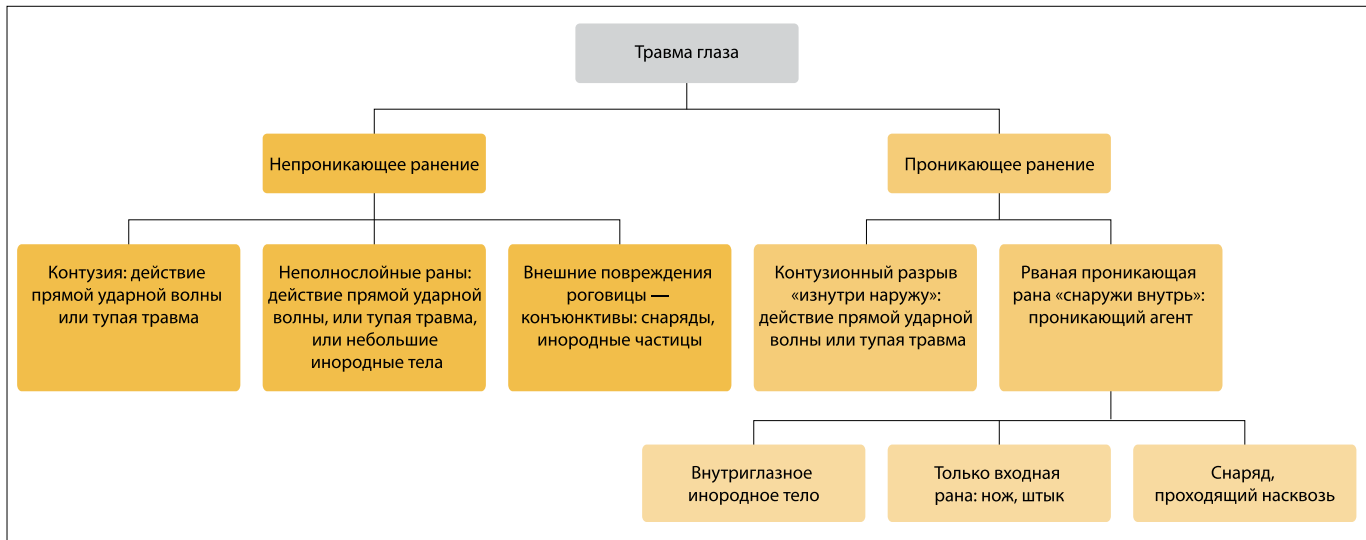 Травма глаза
Непроникающее ранение
Проникающее ранение
Контузия: действие
прямой ударной волны
или тупая травма
Неполнослойные раны:
действие прямой ударной
волны, или тупая травма,
или небольшие
инородные тела
Внешние повреждения
роговицы —
конъюнктивы: снаряды,
инородные частицы
Контузионный разрыв
«изнутри наружу»:
действие прямой ударной
волны или тупая травма
Рваная проникающая
рана «снаружи внутрь»:
проникающий агент
Внутриглазное
инородное тело
Только входная
рана: нож, штык
Снаряд,
проходящий насквозь